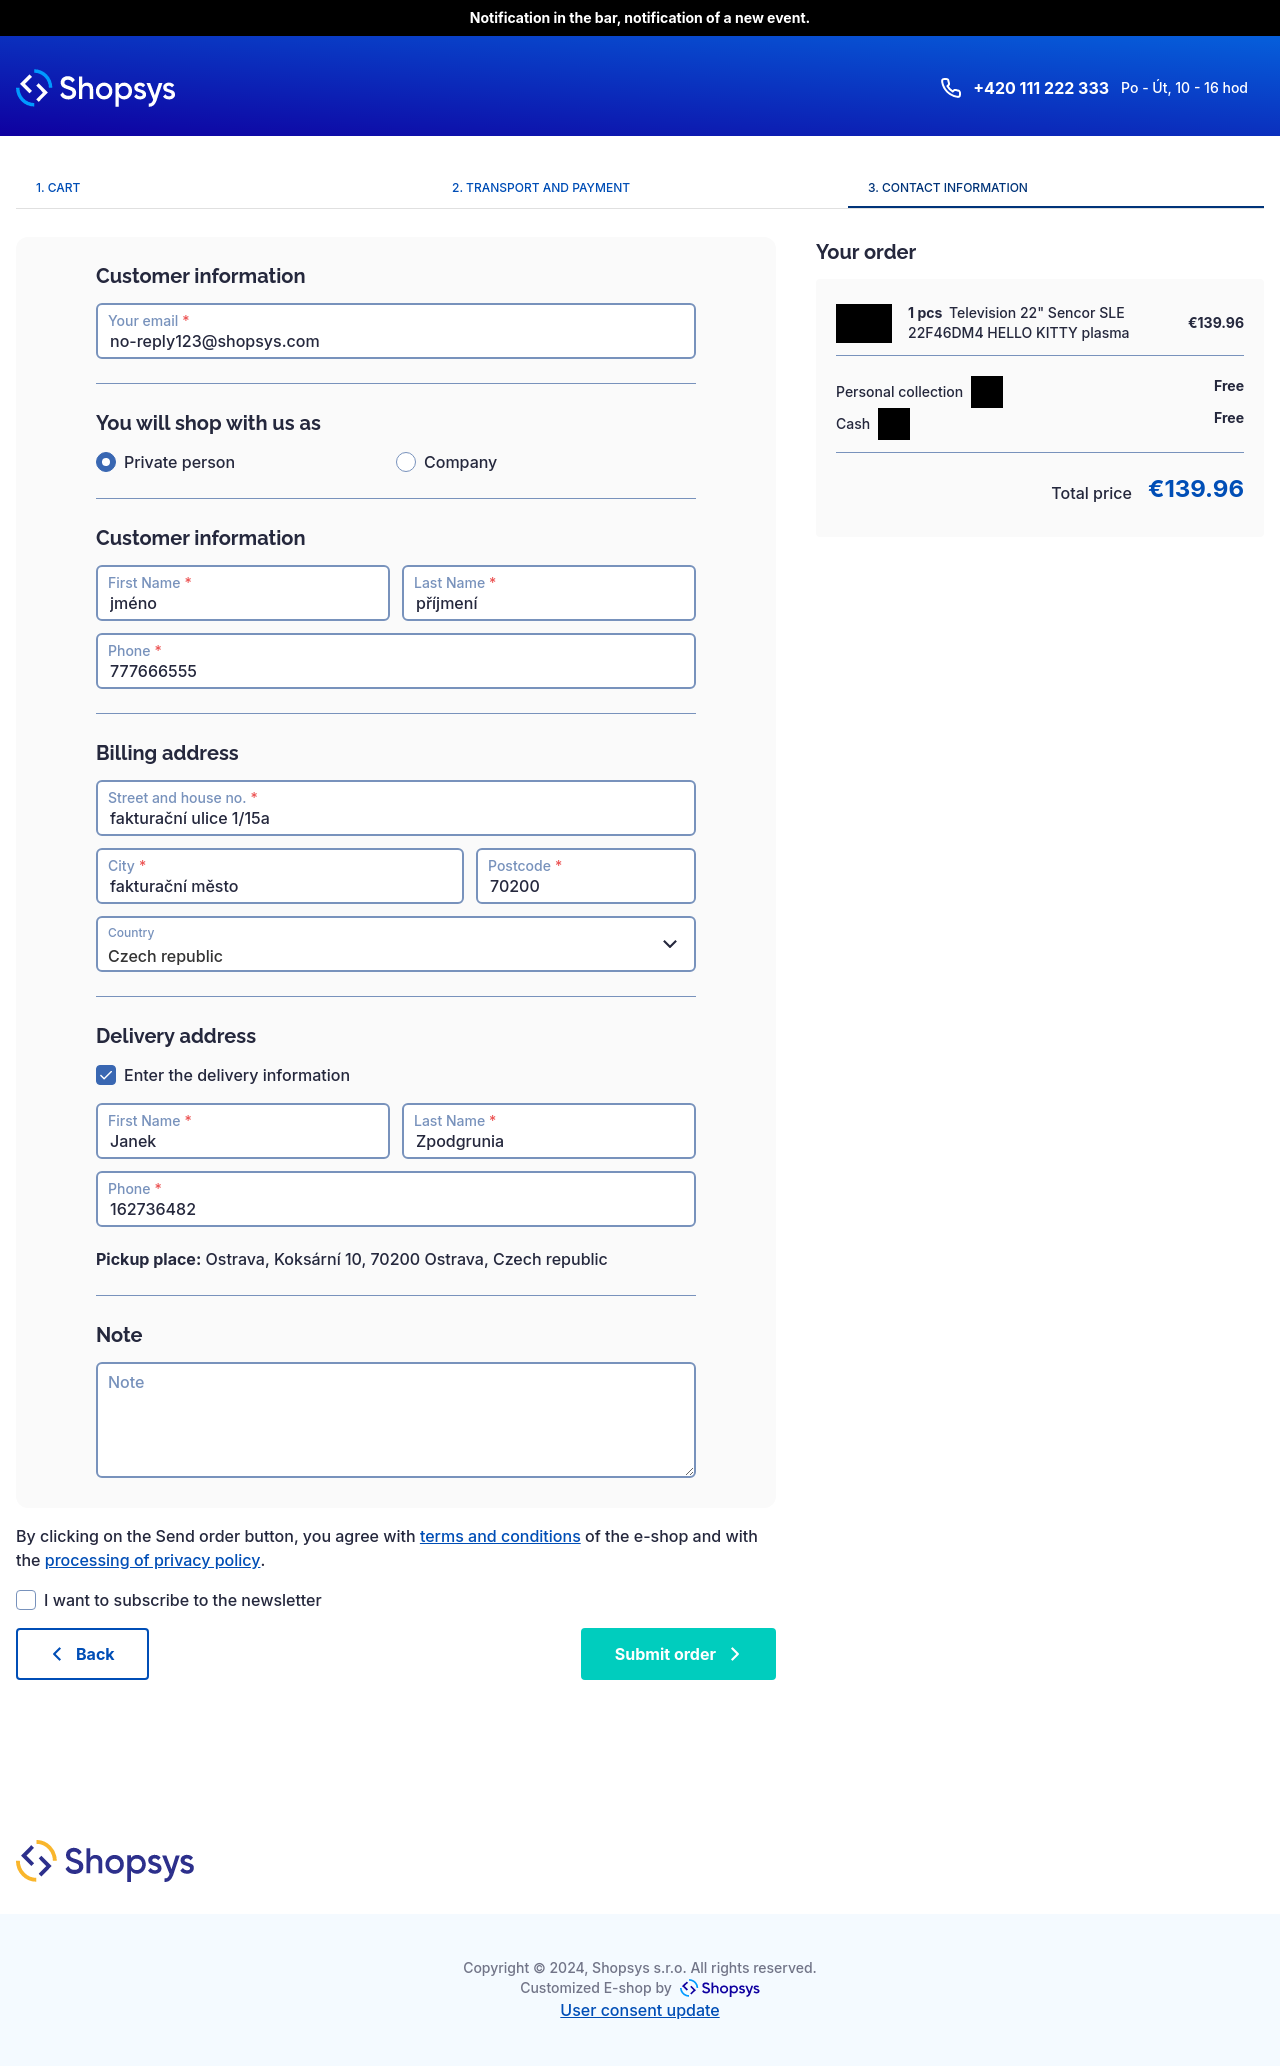 Notification in the bar, notification of a new event.
Shopsys
+420 111 222 333 Po - Út, 10 - 16 hod
1. CART
2. TRANSPORT AND PAYMENT
3. CONTACT INFORMATION
Customer information
Your email *
no-reply123@shopsys.com
You will shop with us as
Private person
Company
Customer information
First Name *
jméno
Last Name *
příjmení
Phone *
777666555
Billing address
Street and house no. *
fakturační ulice 1/15a
City *
fakturační město
Postcode *
70200
Country
Czech republic
Delivery address
Enter the delivery information
First Name *
Janek
Last Name *
Zpodgrunia
Phone *
162736482
Pickup place: Ostrava, Koksární 10, 70200 Ostrava, Czech republic
Note
Note
By clicking on the Send order button, you agree with terms and conditions of the e-shop and with
the processing of privacy policy.
I want to subscribe to the newsletter
Back
Submit order
Your order
1 pcs Television 22" Sencor SLE
22F46DM4 HELLO KITTY plasma
€139.96
Personal collection
Free
Cash
Free
Total price €139.96
Shopsys
Copyright © 2024, Shopsys s.r.o. All rights reserved.
Customized E-shop by Shopsys
User consent update